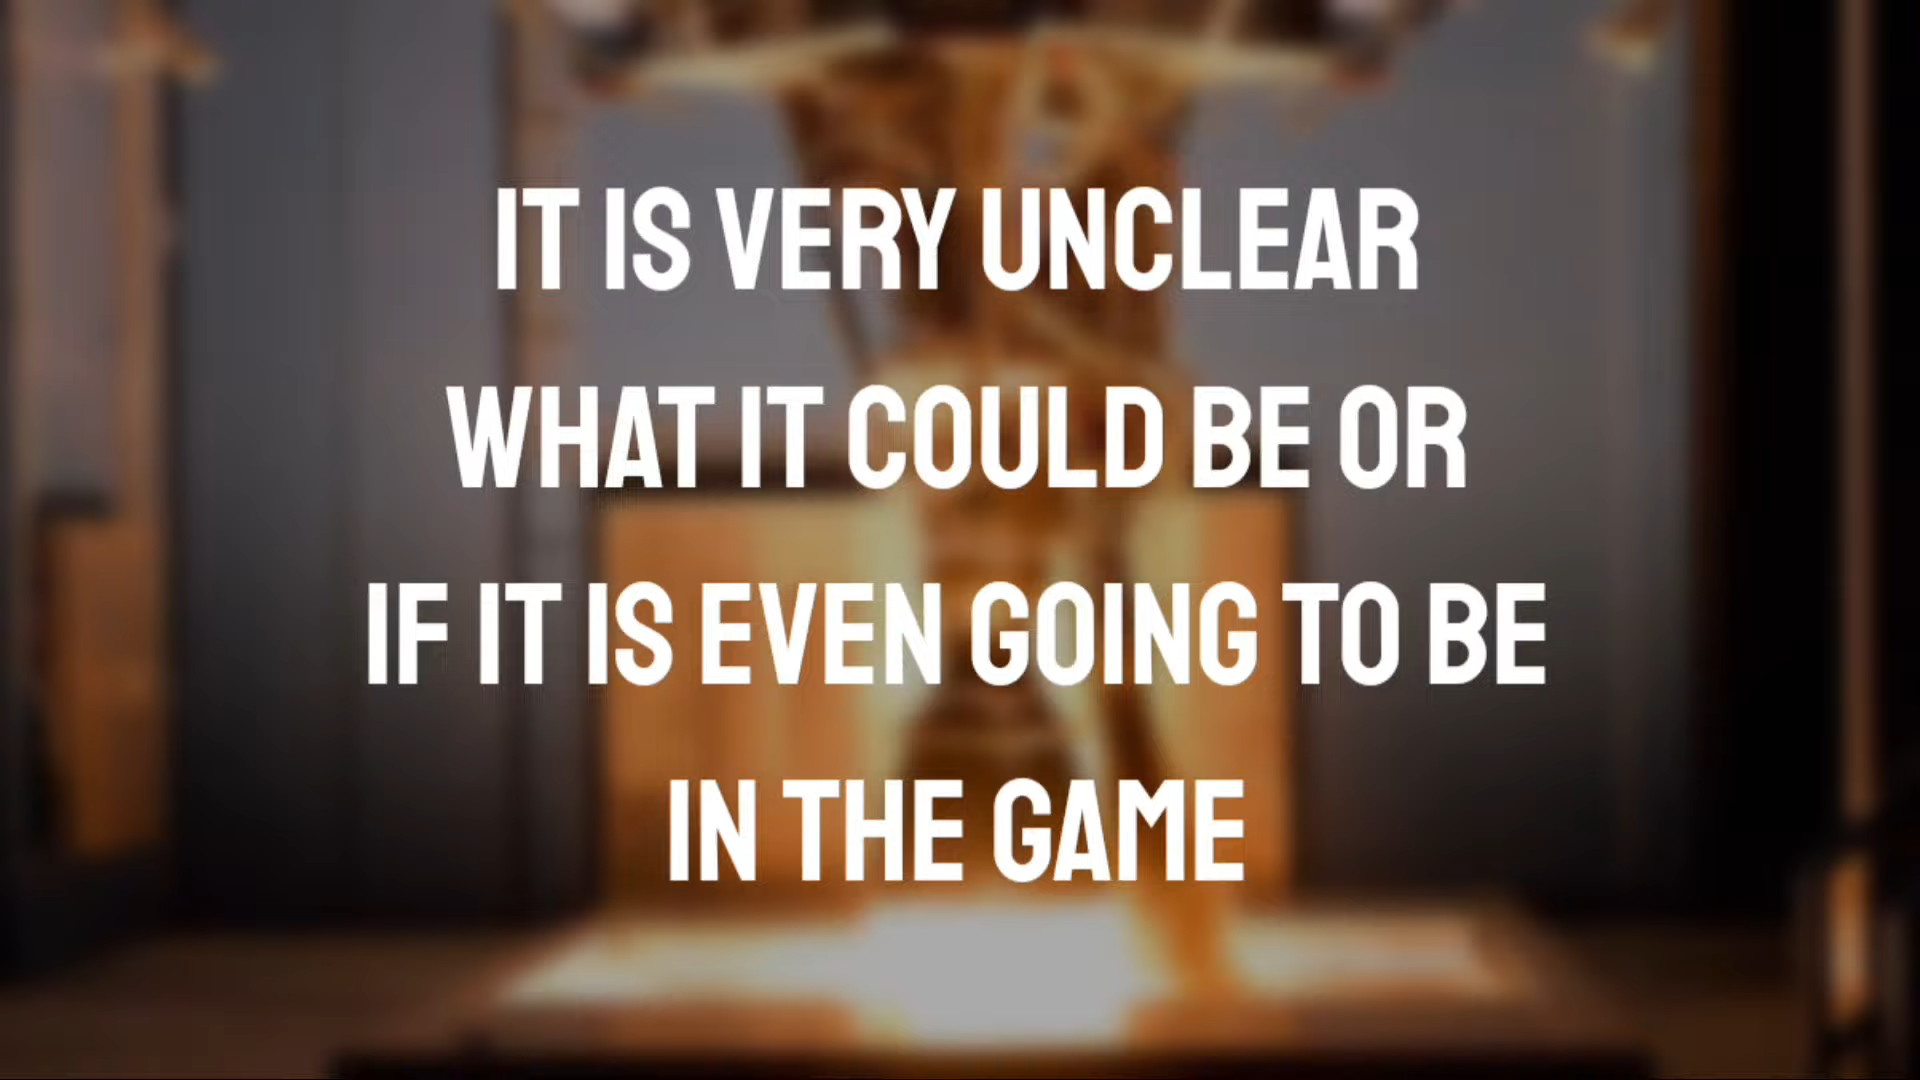 IT IS VERY UNCLEAR
WHAT IT COULD BE OR
IF IT IS EVEN GOING TO BE
IN THE GAME